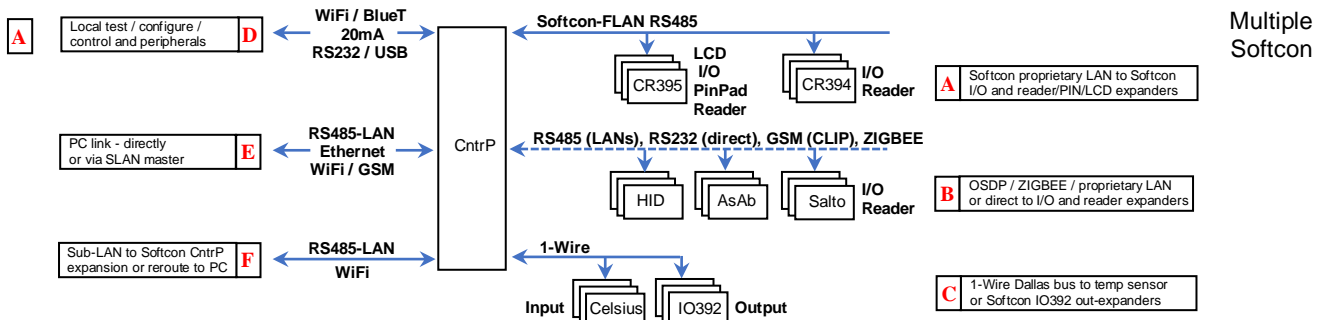 A
Local test / configure /
control and peripherals
D
WiFi / BlueT
20mA
RS232 / USB
PC link - directly
or via SLAN master
E
RS485-LAN
Ethernet
WiFi / GSM
Sub-LAN to Softcon CntrP
expansion or reroute to PC
F
RS485-LAN
WiFi
CntrP
Softcon-FLAN RS485
CR395
LCD
I/O
PinPad
Reader
CR394
I/O
Reader
RS485 (LANs), RS232 (direct), GSM (CLIP), ZIGBEE
HID
AsAb
Salto
I/O
Reader
1-Wire
Input
Celsius
IO392
Output
Multiple
Softcon
A
Softcon proprietary LAN to Softcon
I/O and reader/PIN/LCD expanders
B
OSDP / ZIGBEE / proprietary LAN
or direct to I/O and reader expanders
C
1-Wire Dallas bus to temp sensor
or Softcon IO392 out-expanders